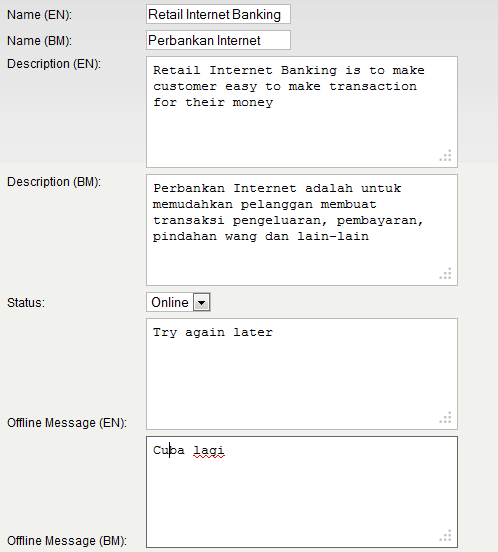 Name (EN): Retail Internet Banking
Name (BM): Perbankan Internet
Description (EN):
Retail Internet Banking is to make
customer easy to make transaction
for their money
Description (BM):
Perbankan Internet adalah untuk
memudahkan pelanggan membuat
transaksi pengeluaran, pembayaran,
pindahan wang dan lain-lain
Status: Online
Try again later
Offline Message (EN):
Cuba lagi
Offline Message (BM):